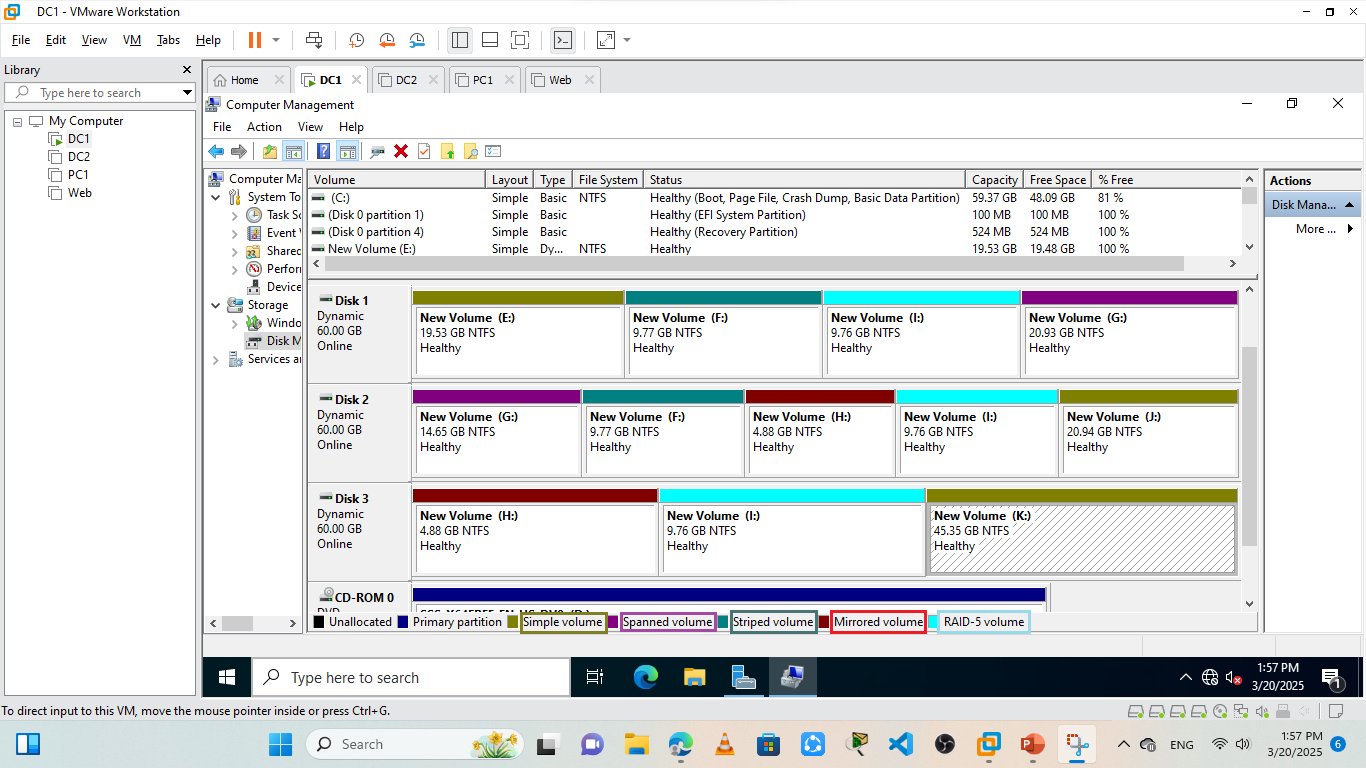 DC1 - VMware Workstation
File Edit View VM Tabs Help
Library
Type here to search
My Computer
DC1
DC2
PC1
Web
Home DC1 DC2 PC1 Web
Computer Management
File Action View Help
Computer Ma
System To
Task Sc
Event V
Shared
Perforn
Device
Storage
Windo
Disk M
Services an
Volume Layout Type File System Status Capacity Free Space % Free
(C:) Simple Basic NTFS Healthy (Boot, Page File, Crash Dump, Basic Data Partition) 59.37 GB 48.09 GB 81 %
(Disk 0 partition 1) Simple Basic Healthy (EFI System Partition) 100 MB 100 MB 100 %
(Disk 0 partition 4) Simple Basic Healthy (Recovery Partition) 524 MB 524 MB 100 %
New Volume (E:) Simple Dy... NTFS Healthy 19.53 GB 19.48 GB 100 %
Disk 1
Dynamic
60.00 GB
Online
New Volume (E:)
19.53 GB NTFS
Healthy
New Volume (F:)
9.77 GB NTFS
Healthy
New Volume (I:)
9.76 GB NTFS
Healthy
New Volume (G:)
20.93 GB NTFS
Healthy
Disk 2
Dynamic
60.00 GB
Online
New Volume (G:)
14.65 GB NTFS
Healthy
New Volume (F:)
9.77 GB NTFS
Healthy
New Volume (H:)
4.88 GB NTFS
Healthy
New Volume (I:)
9.76 GB NTFS
Healthy
New Volume (J:)
20.94 GB NTFS
Healthy
Disk 3
Dynamic
60.00 GB
Online
New Volume (H:)
4.88 GB NTFS
Healthy
New Volume (I:)
9.76 GB NTFS
Healthy
New Volume (K:)
45.35 GB NTFS
Healthy
CD-ROM 0
DVD
Unallocated Primary partition Simple volume Spanned volume Striped volume Mirrored volume RAID-5 volume
Actions
Disk Mana...
More ...
Type here to search
1:57 PM
3/20/2025
1
To direct input to this VM, move the mouse pointer inside or press Ctrl+G.
Search
ENG
1:57 PM
3/20/2025
6